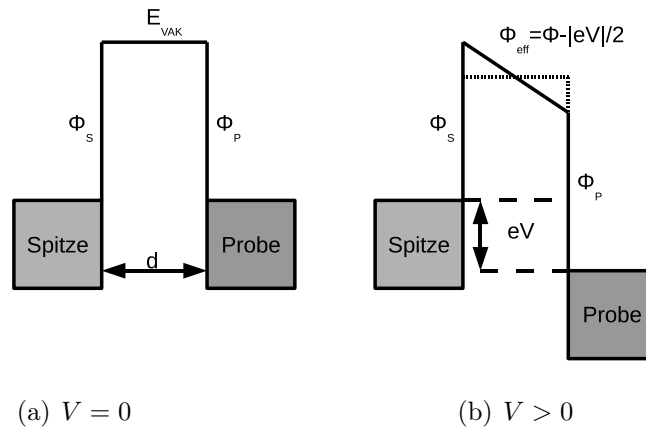 E_VAK
Φ_S
Φ_P
Spitze
d
Probe
Φ_eff=Φ-|eV|/2
Φ_S
Φ_P
Spitze
eV
Probe
(a) V = 0
(b) V > 0